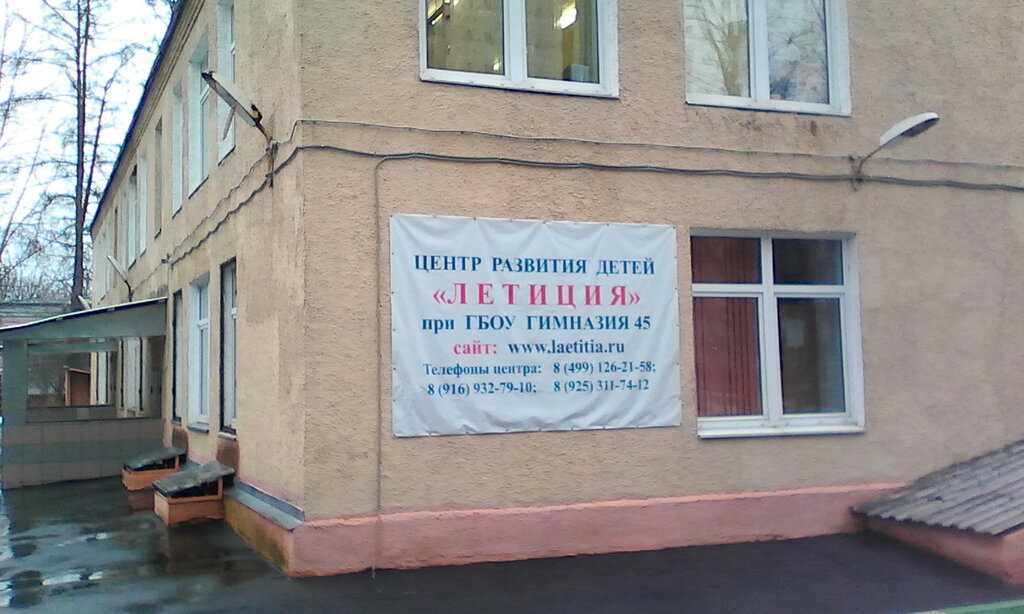 ЦЕНТР РАЗВИТИЯ ДЕТЕЙ
«ЛЕТИЦИЯ»
при ГБОУ ГИМНАЗИЯ 45
сайт: www.laetitia.ru
Телефоны центра: 8 (499) 126-21-58;
8 (916) 932-79-10; 8 (925) 311-74-12